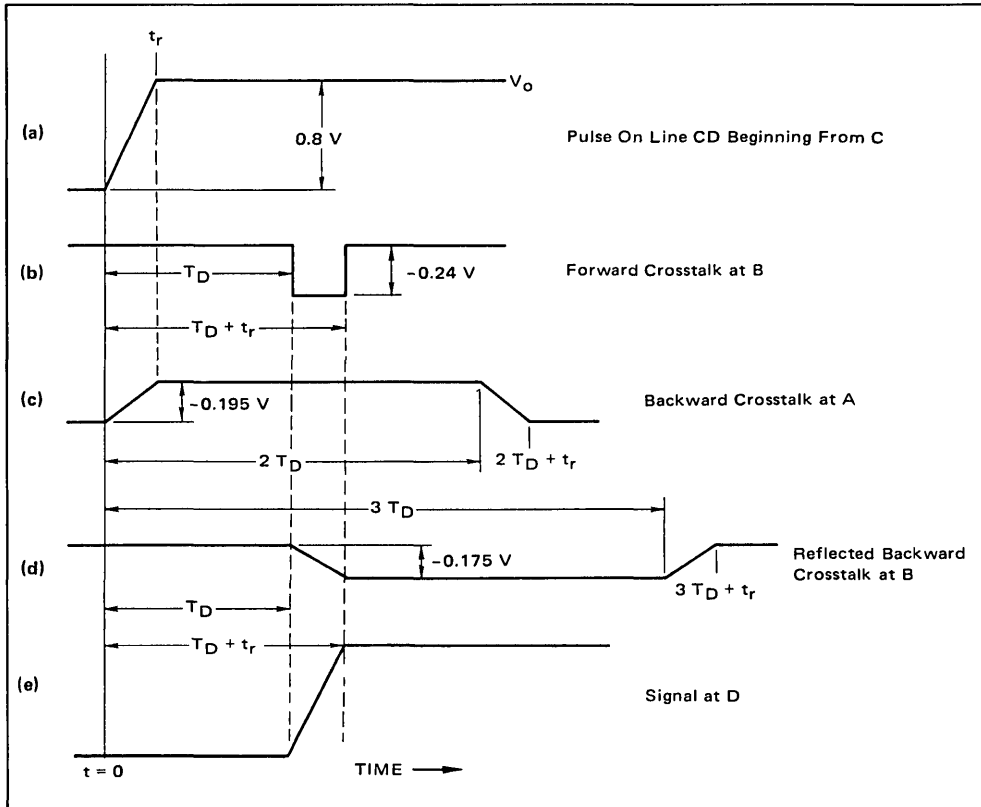 t_r
V_o
(a)
0.8 V
Pulse On Line CD Beginning From C
(b)
T_D
-0.24 V
Forward Crosstalk at B
T_D + t_r
(c)
-0.195 V
Backward Crosstalk at A
2 T_D
2 T_D + t_r
3 T_D
(d)
-0.175 V
Reflected Backward
Crosstalk at B
3 T_D + t_r
T_D
T_D + t_r
(e)
Signal at D
t = 0
TIME